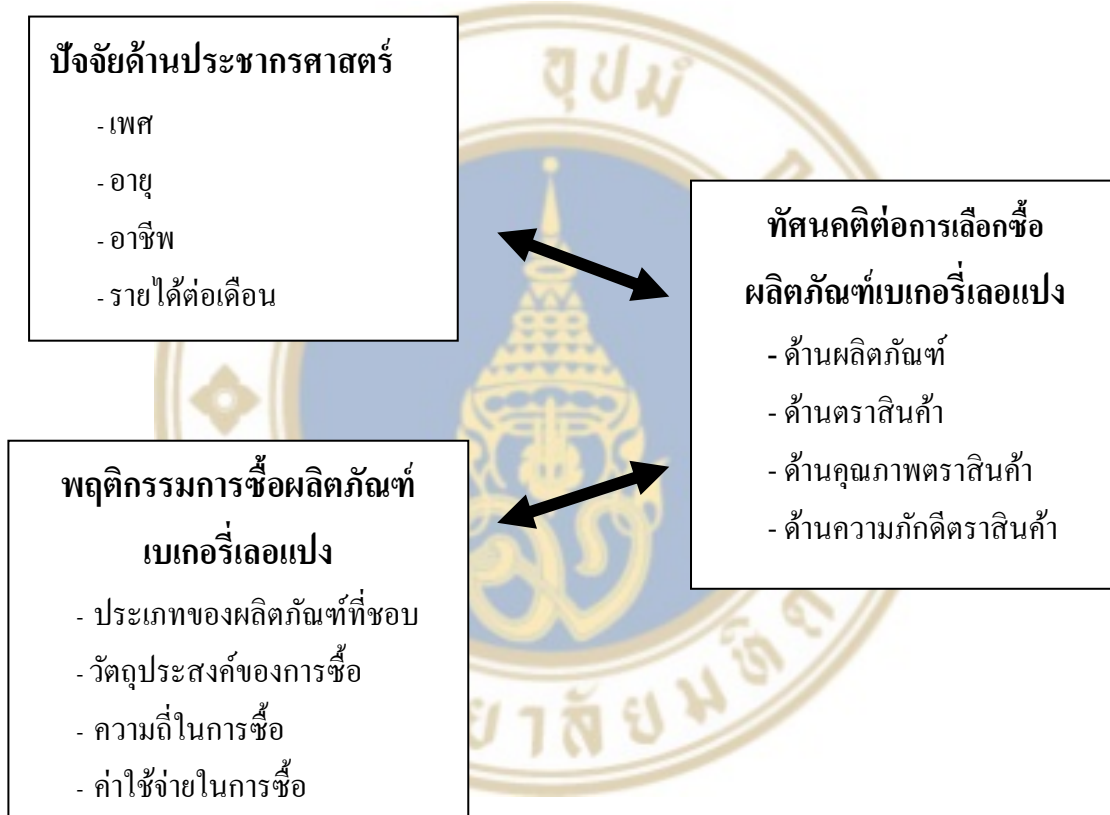 ปัจจัยด้านประชากรศาสตร์
- เพศ
- อายุ
- อาชีพ
- รายได้ต่อเดือน
ทัศนคติต่อการเลือกซื้อ
ผลิตภัณฑ์เบเกอรี่เลอแปง
- ด้านผลิตภัณฑ์
- ด้านตราสินค้า
- ด้านคุณภาพตราสินค้า
- ด้านความภักดีตราสินค้า
พฤติกรรมการซื้อผลิตภัณฑ์
เบเกอรี่เลอแปง
- ประเภทของผลิตภัณฑ์ที่ชอบ
- วัตถุประสงค์ของการซื้อ
- ความถี่ในการซื้อ
- ค่าใช้จ่ายในการซื้อ
อุปมํ
ยาลัยมหิด